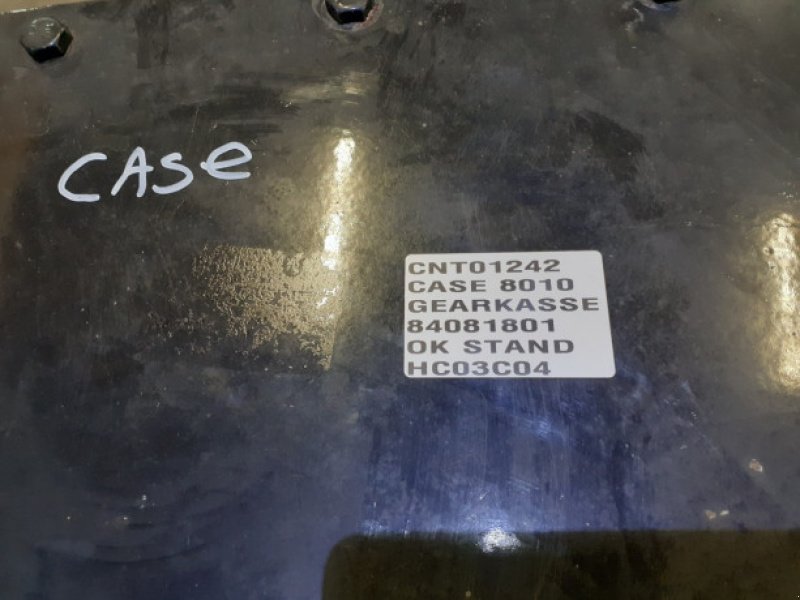 CASe
CNT01242
CASE 8010
GEARKASSE
84081801
OK STAND
HC03C04